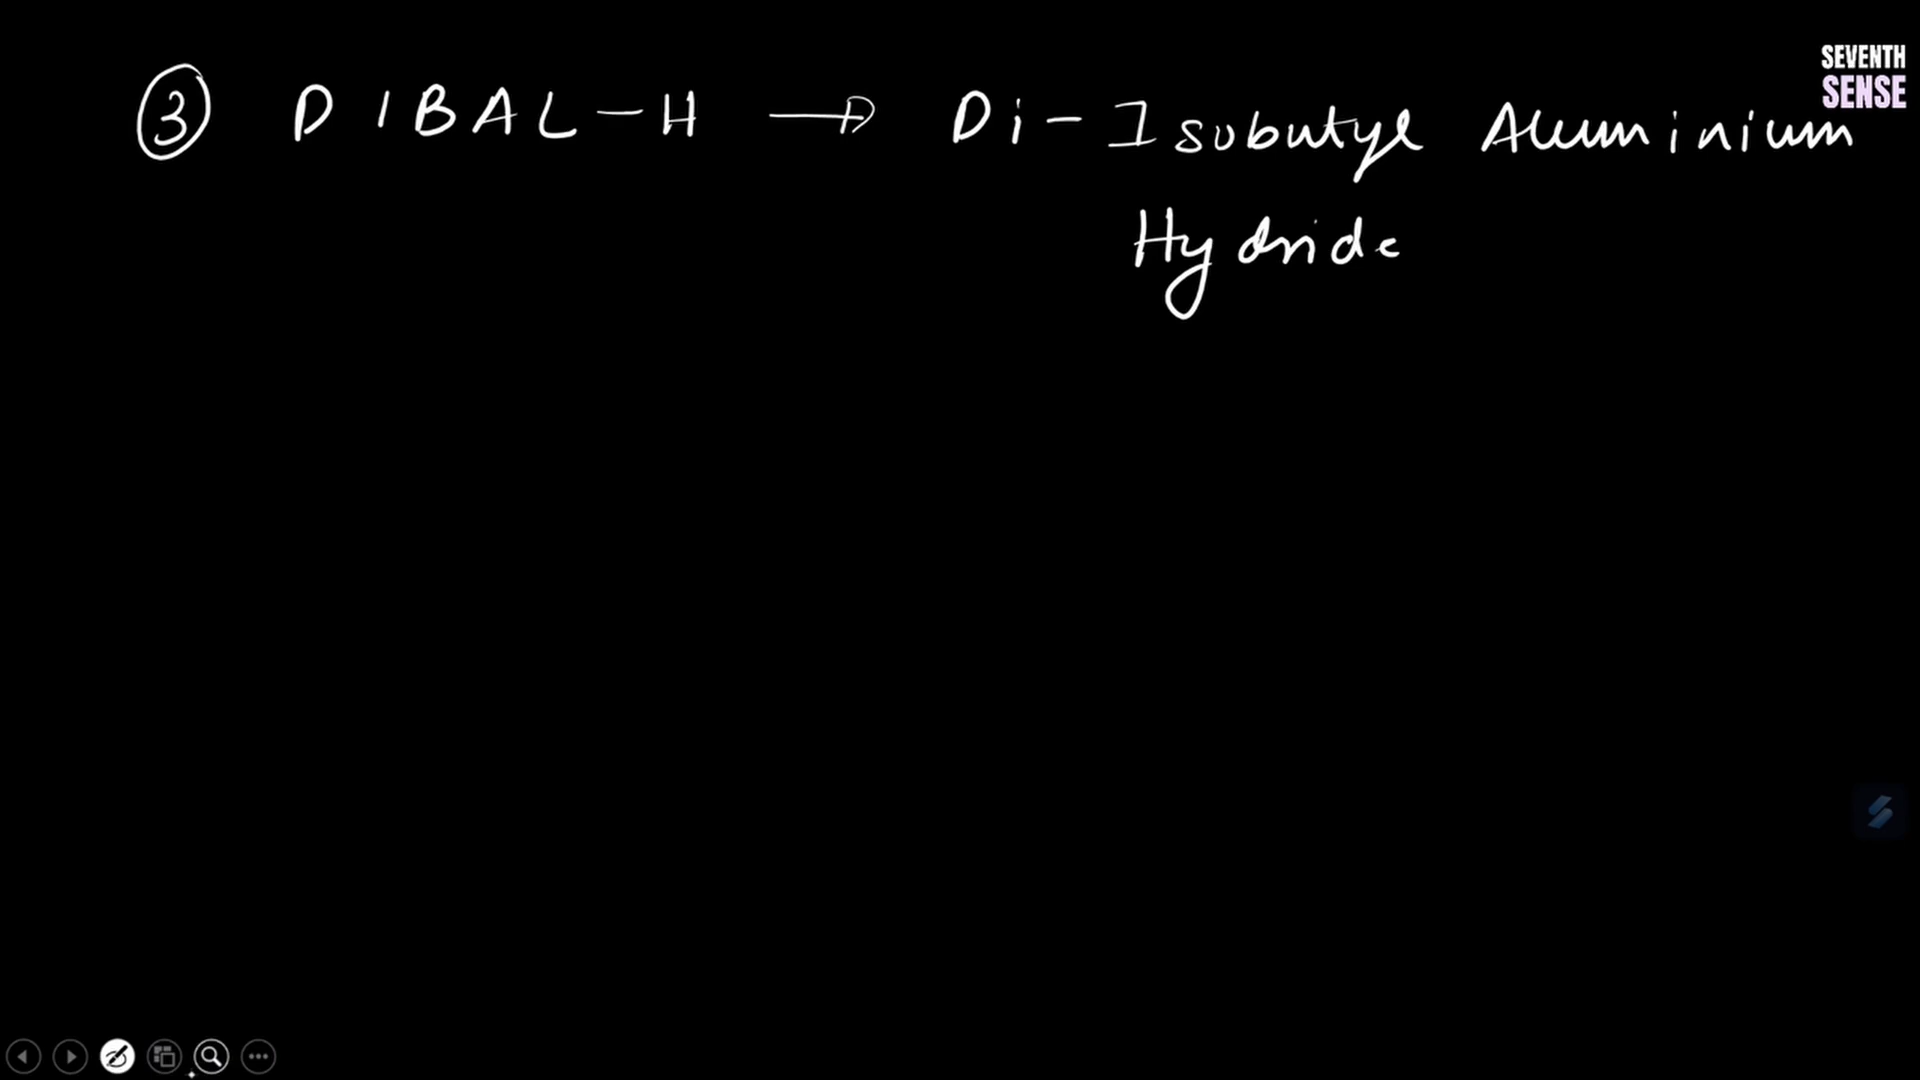 ③ DIBAL-H → Di-Isobutyl Aluminium
Hydride
SEVENTH
SENSE